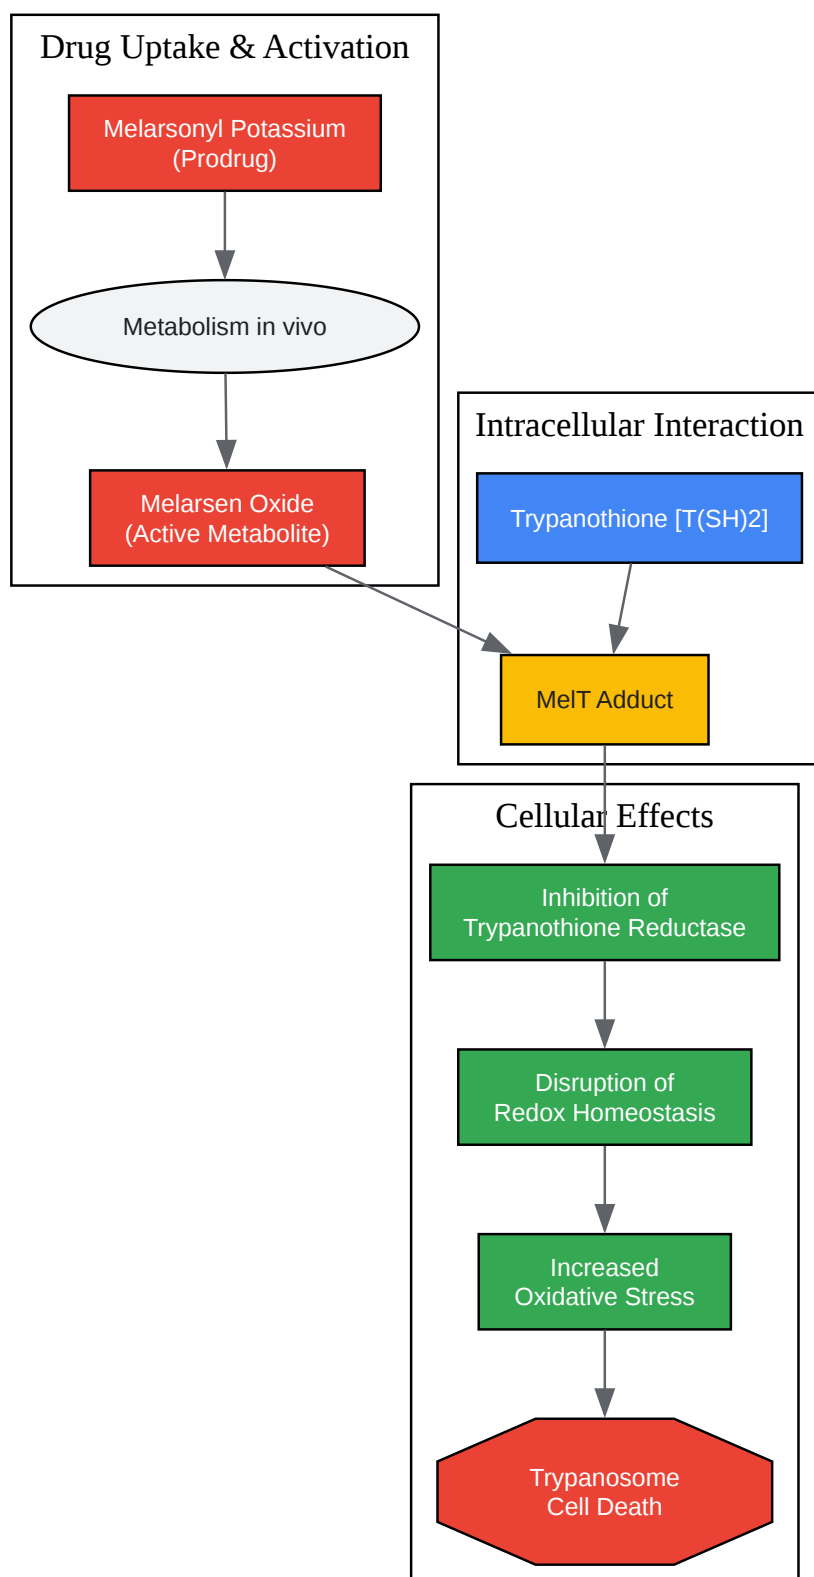 Drug Uptake & Activation
Melarsonyl Potassium
(Prodrug)
Metabolism in vivo
Melarsen Oxide
(Active Metabolite)
Intracellular Interaction
Trypanothione [T(SH)2]
MelT Adduct
Cellular Effects
Inhibition of
Trypanothione Reductase
Disruption of
Redox Homeostasis
Increased
Oxidative Stress
Trypanosome
Cell Death